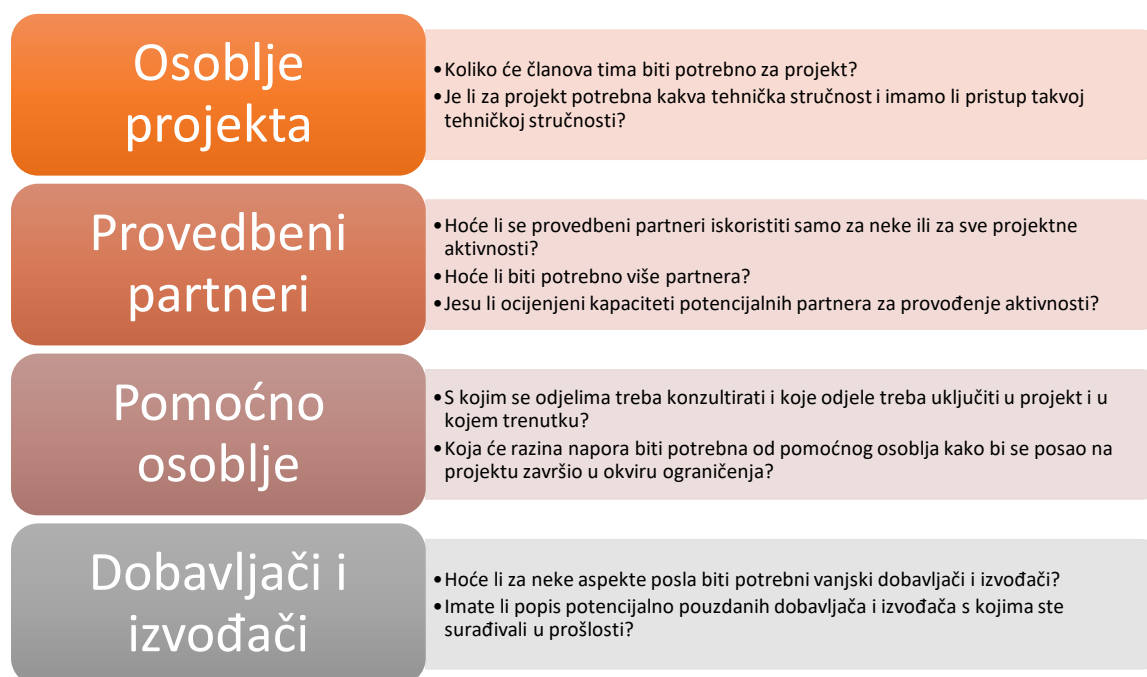 Osoblje
projekta
•Koliko će članova tima biti potrebno za projekt?
•Je li za projekt potrebna kakva tehnička stručnost i imamo li pristup takvoj
tehničkoj stručnosti?
Provedbeni
partneri
•Hoće li se provedbeni partneri iskoristiti samo za neke ili za sve projektne
aktivnosti?
•Hoće li biti potrebno više partnera?
•Jesu li ocijenjeni kapaciteti potencijalnih partnera za provođenje aktivnosti?
Pomoćno
osoblje
•S kojim se odjelima treba konzultirati i koje odjele treba uključiti u projekt i u
kojem trenutku?
•Koja će razina napora biti potrebna od pomoćnog osoblja kako bi se posao na
projektu završio u okviru ograničenja?
Dobavljači i
izvođači
•Hoće li za neke aspekte posla biti potrebni vanjski dobavljači i izvođači?
•Imate li popis potencijalno pouzdanih dobavljača i izvođača s kojima ste
surađivali u prošlosti?